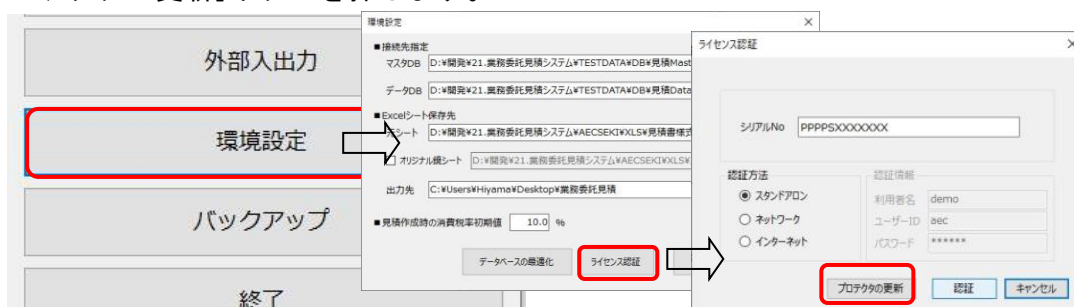 外部入出力
環境設定
バックアップ
終了
環境設定
■接続先指定
マスタDB D:¥開発¥21.業務委託見積システム¥TESTDATA¥DB¥見積Mast
データDB D:¥開発¥21.業務委託見積システム¥TESTDATA¥DB¥見積Data
■Excelシート保存先
シート D:¥開発¥21.業務委託見積システム¥AECSEKI¥XLS¥見積書様式
オリジナル鏡シート D:¥開発¥21.業務委託見積システム¥AECSEKI¥XLS¥
出力先 C:¥Users¥Hiyama¥Desktop¥業務委託見積
■見積作成時の消費税率初期値 10.0 %
データベースの最適化 ライセンス認証
ライセンス認証
シリアルNo PPPPSXXXXXXX
認証方法
スタンドアロン
ネットワーク
インターネット
認証情報
利用者名 demo
ユーザーID aec
パスワード ******
プロテクタの更新 認証 キャンセル